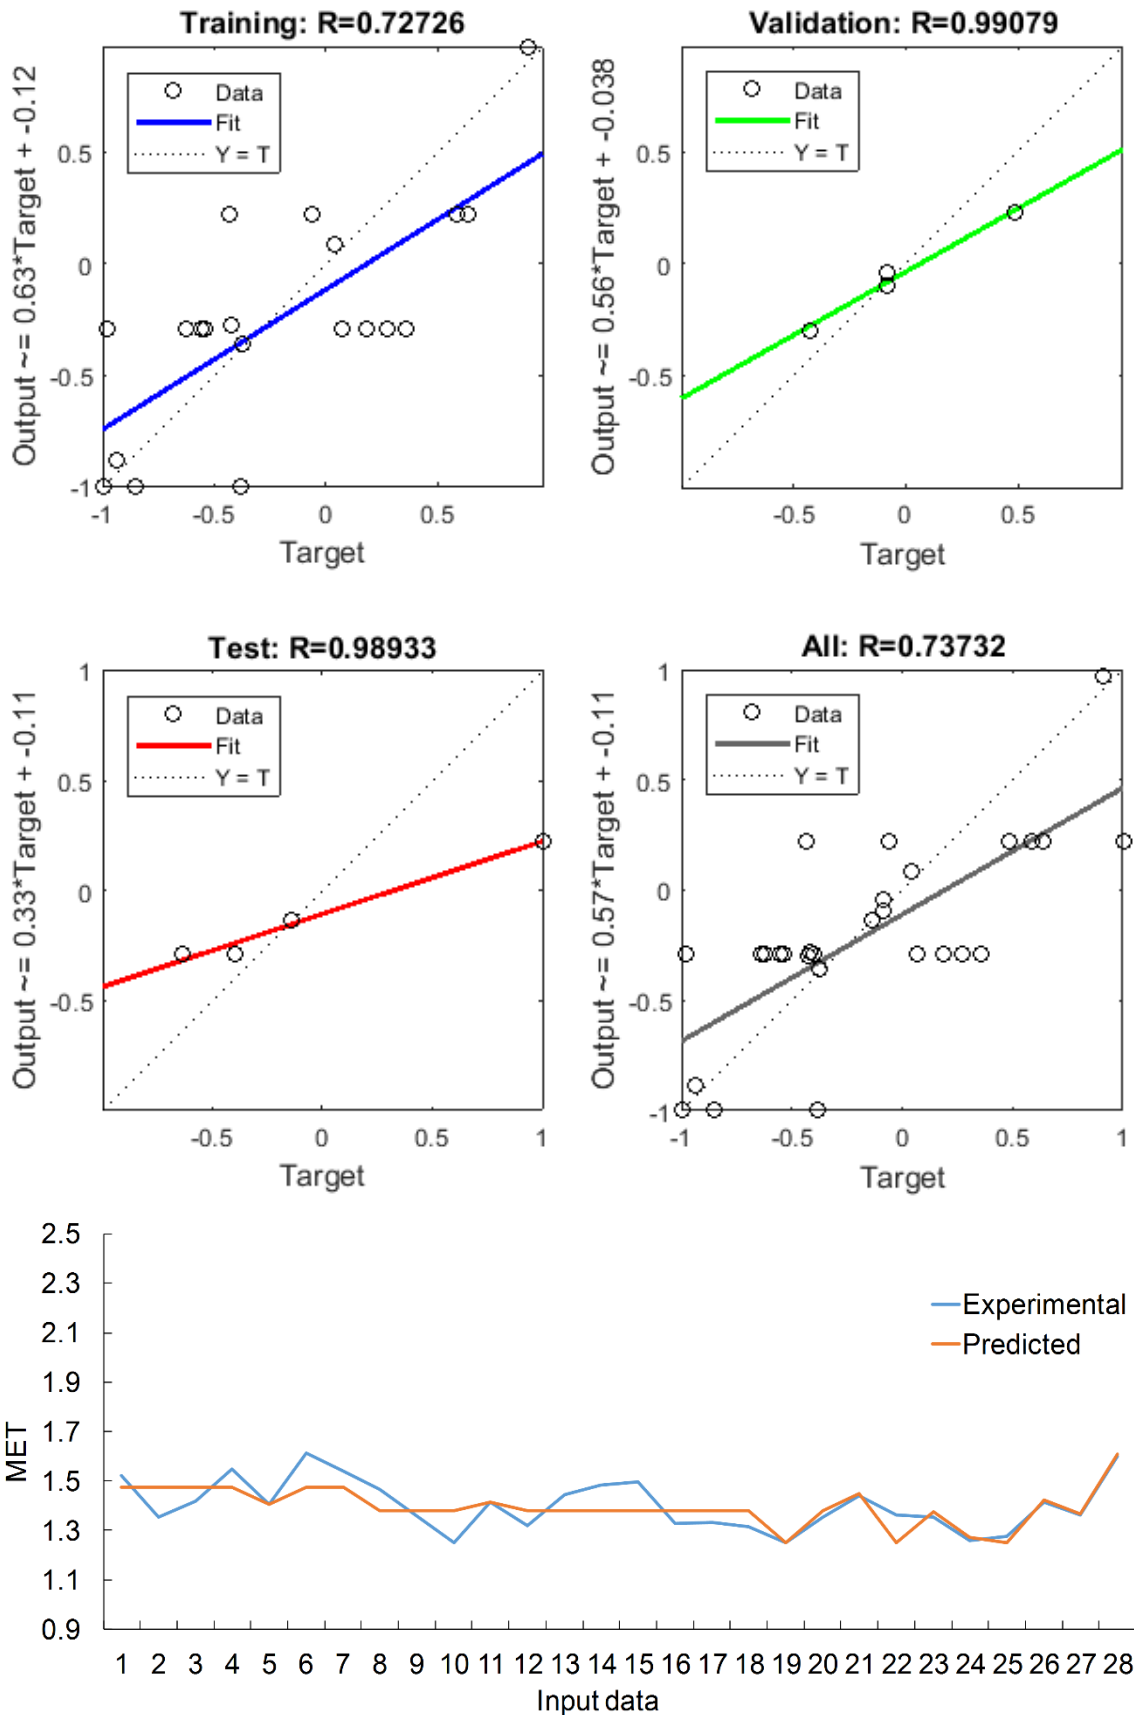 Training: R=0.72726
Output ~= 0.63*Target + -0.12
Data
Fit
Y = T
0.5
0
-0.5
-1
-1 -0.5 0 0.5
Target
Validation: R=0.99079
Output ~= 0.56*Target + -0.038
Data
Fit
Y = T
0.5
0
-0.5
-0.5 0 0.5
Target
Test: R=0.98933
Output ~= 0.33*Target + -0.11
Data
Fit
Y = T
1
0.5
0
-0.5
-0.5 0 0.5 1
Target
All: R=0.73732
Output ~= 0.57*Target + -0.11
Data
Fit
Y = T
1
0.5
0
-0.5
-1
-1 -0.5 0 0.5 1
Target
MET
2.5
2.3
2.1
1.9
1.7
1.5
1.3
1.1
0.9
Experimental
Predicted
1 2 3 4 5 6 7 8 9 10 11 12 13 14 15 16 17 18 19 20 21 22 23 24 25 26 27 28
Input data